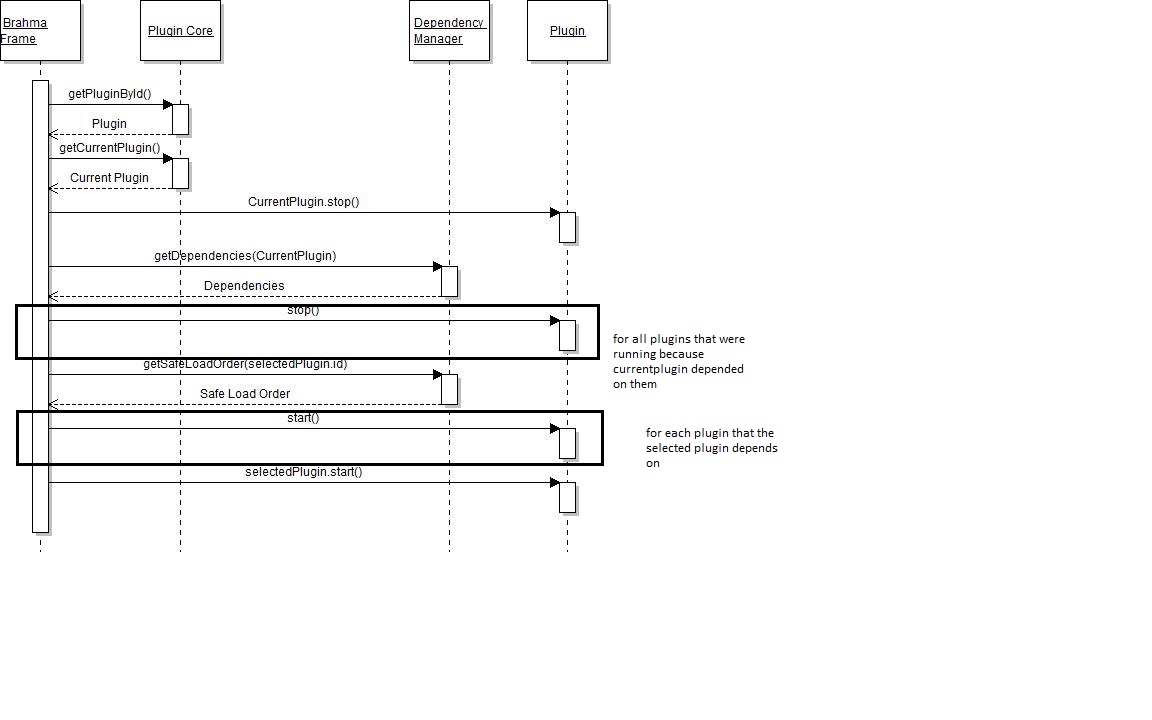 Brahma
Frame
Plugin Core
Dependency
Manager
Plugin
getPluginById()
Plugin
getCurrentPlugin()
Current Plugin
CurrentPlugin.stop()
getDependencies(CurrentPlugin)
Dependencies
stop()
for all plugins that were
running because
currentplugin depended
on them
getSafeLoadOrder(selectedPlugin.id)
Safe Load Order
start()
for each plugin that the
selected plugin depends
on
selectedPlugin.start()